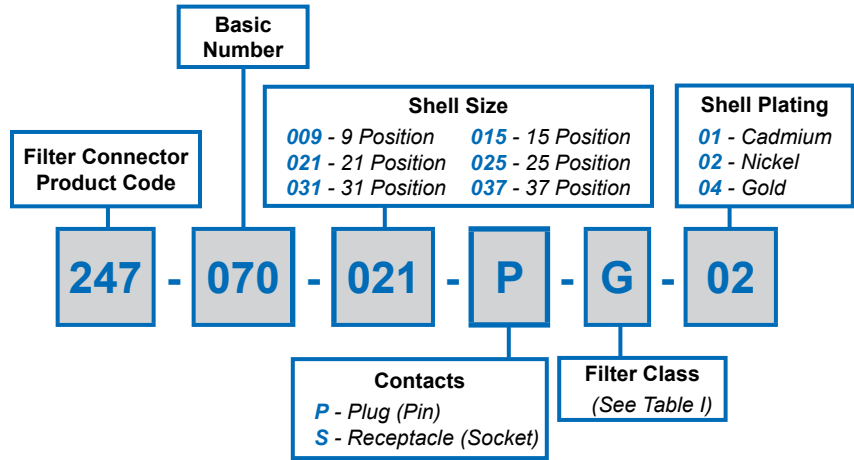 Basic
Number
Shell Size
009 - 9 Position 015 - 15 Position
021 - 21 Position 025 - 25 Position
031 - 31 Position 037 - 37 Position
Shell Plating
01 - Cadmium
02 - Nickel
04 - Gold
Filter Connector
Product Code
247 - 070 - 021 - P - G - 02
Contacts
P - Plug (Pin)
S - Receptacle (Socket)
Filter Class
(See Table I)